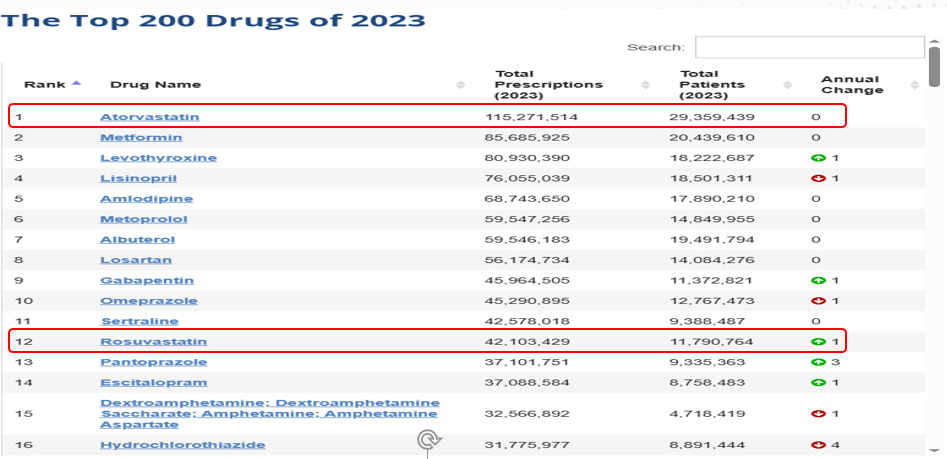 The Top 200 Drugs of 2023
Search:
Rank Drug Name Total Prescriptions (2023) Total Patients (2023) Annual Change
1 Atorvastatin 115,271,514 29,359,439 0
2 Metformin 85,685,925 20,439,610 0
3 Levothyroxine 80,930,390 18,222,687 1
4 Lisinopril 76,055,039 18,501,311 1
5 Amlodipine 68,743,650 17,890,210 0
6 Metoprolol 59,547,256 14,849,955 0
7 Albuterol 59,546,183 19,491,794 0
8 Losartan 56,174,734 14,084,276 0
9 Gabapentin 45,964,505 11,372,821 1
10 Omeprazole 45,290,895 12,767,473 1
11 Sertraline 42,578,018 9,388,487 0
12 Rosuvastatin 42,103,429 11,790,764 1
13 Pantoprazole 37,101,751 9,335,363 3
14 Escitalopram 37,088,584 8,758,483 1
15 Dextroamphetamine; Dextroamphetamine Saccharate; Amphetamine; Amphetamine Aspartate 32,566,892 4,718,419 1
16 Hydrochlorothiazide 31,775,977 8,891,444 4